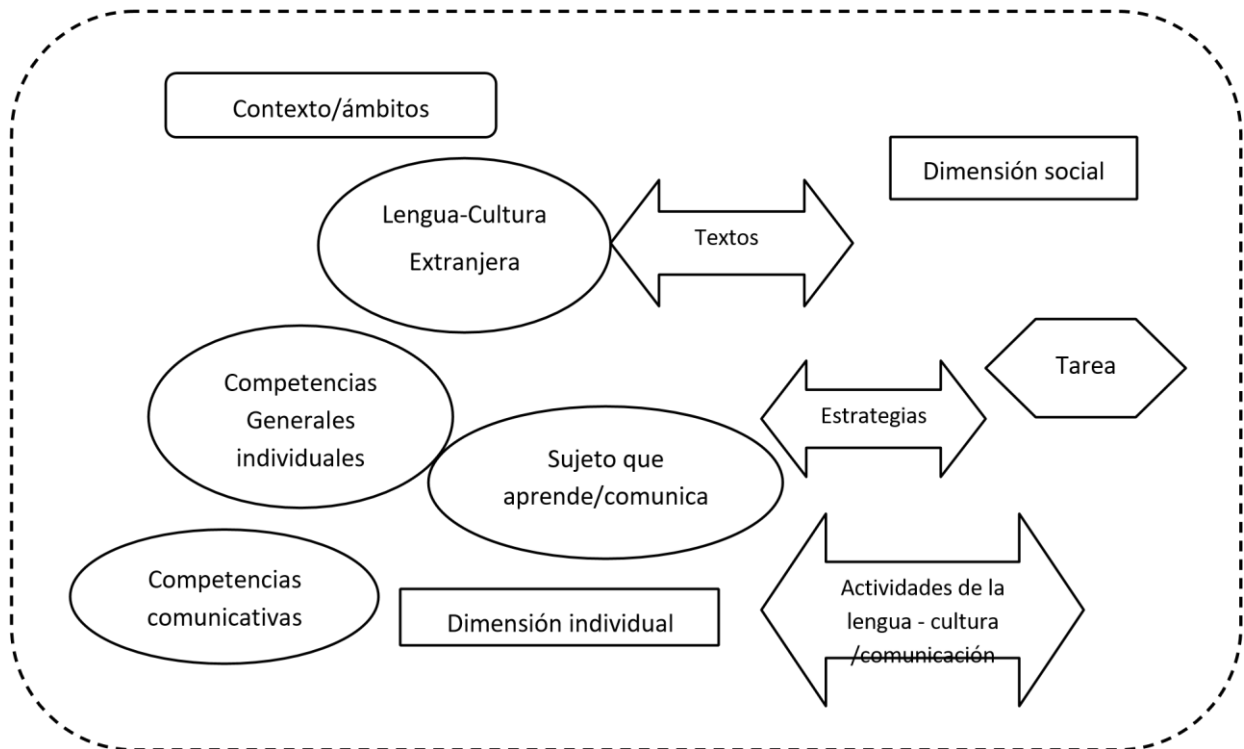 Contexto/ámbitos
Dimensión social
Lengua-Cultura
Extranjera
Textos
Tarea
Competencias
Generales
individuales
Estrategias
Sujeto que
aprende/comunica
Competencias
comunicativas
Dimensión individual
Actividades de la
lengua - cultura
/comunicación